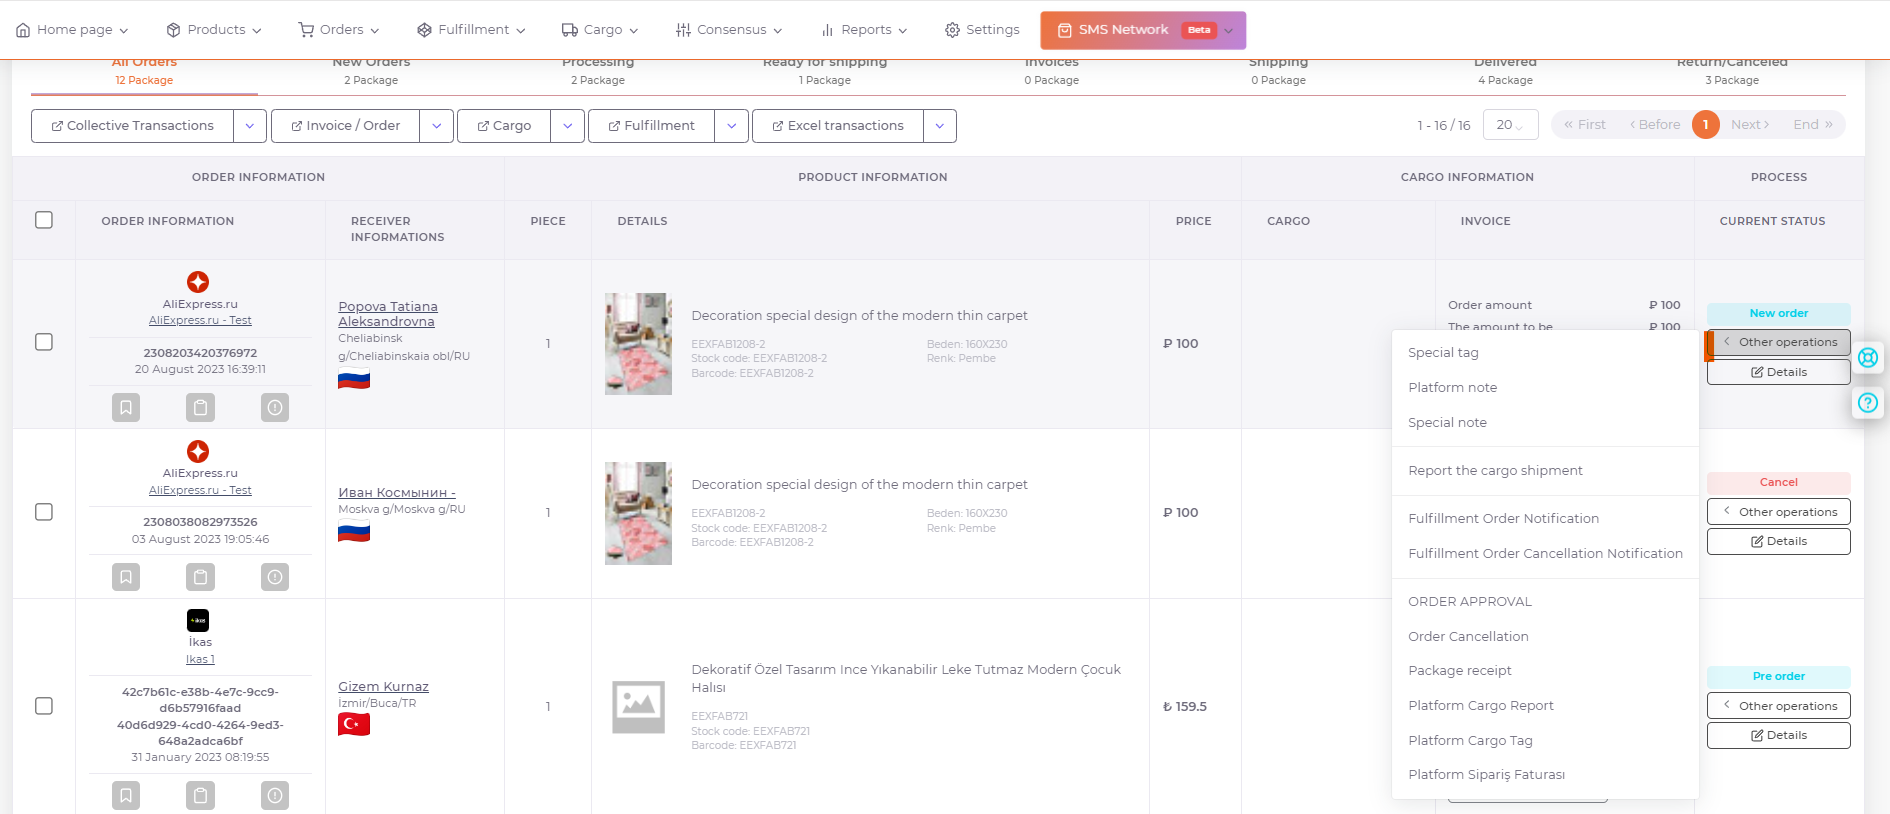 Home page
Products
Orders
Fulfillment
Cargo
Consensus
Reports
Settings
SMS Network Beta
All Orders
12 Package
New Orders
2 Package
Processing
2 Package
Ready for shipping
1 Package
Invoices
0 Package
Shipping
0 Package
Delivered
4 Package
Return/Canceled
3 Package
Collective Transactions
Invoice / Order
Cargo
Fulfillment
Excel transactions
1 - 16 / 16
20
« First
‹ Before
1
Next ›
End »
ORDER INFORMATION
PRODUCT INFORMATION
CARGO INFORMATION
PROCESS
ORDER INFORMATION
RECEIVER
INFORMATIONS
PIECE
DETAILS
PRICE
CARGO
INVOICE
CURRENT STATUS
AliExpress.ru
AliExpress.ru - Test
2308203420376972
20 August 2023 16:39:11
Popova Tatiana
Aleksandrovna
Cheliabinsk
g/Cheliabinskaia obl/RU
1
Decoration special design of the modern thin carpet
EEXFAB1208-2
Stock code: EEXFAB1208-2
Barcode: EEXFAB1208-2
Beden: 160X230
Renk: Pembe
₽ 100
Order amount ₽ 100
The amount to be ₽ 100
New order
Other operations
Details
Special tag
Platform note
Special note
Report the cargo shipment
Fulfillment Order Notification
Fulfillment Order Cancellation Notification
ORDER APPROVAL
Order Cancellation
Package receipt
Platform Cargo Report
Platform Cargo Tag
Platform Sipariş Faturası
AliExpress.ru
AliExpress.ru - Test
2308038082973526
03 August 2023 19:05:46
Иван Космынин -
Moskva g/Moskva g/RU
1
Decoration special design of the modern thin carpet
EEXFAB1208-2
Stock code: EEXFAB1208-2
Barcode: EEXFAB1208-2
Beden: 160X230
Renk: Pembe
₽ 100
Cancel
Other operations
Details
ikas
İkas
Ikas 1
42c7b61c-e38b-4e7c-9cc9-
d6b57916faad
40d6d929-4cd0-4264-9ed3-
648a2adca6bf
31 January 2023 08:19:55
Gizem Kurnaz
İzmir/Buca/TR
1
Dekoratif Özel Tasarım Ince Yıkanabilir Leke Tutmaz Modern Çocuk
Halısı
EEXFAB721
Stock code: EEXFAB721
Barcode: EEXFAB721
₺ 159.5
Pre order
Other operations
Details